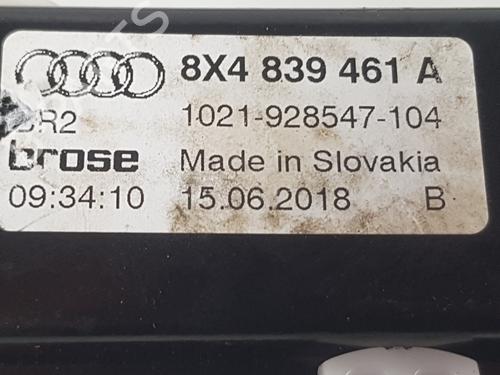 8X4 839 461 A
1021-928547-104
brose Made in Slovakia
09:34:10 15.06.2018 B